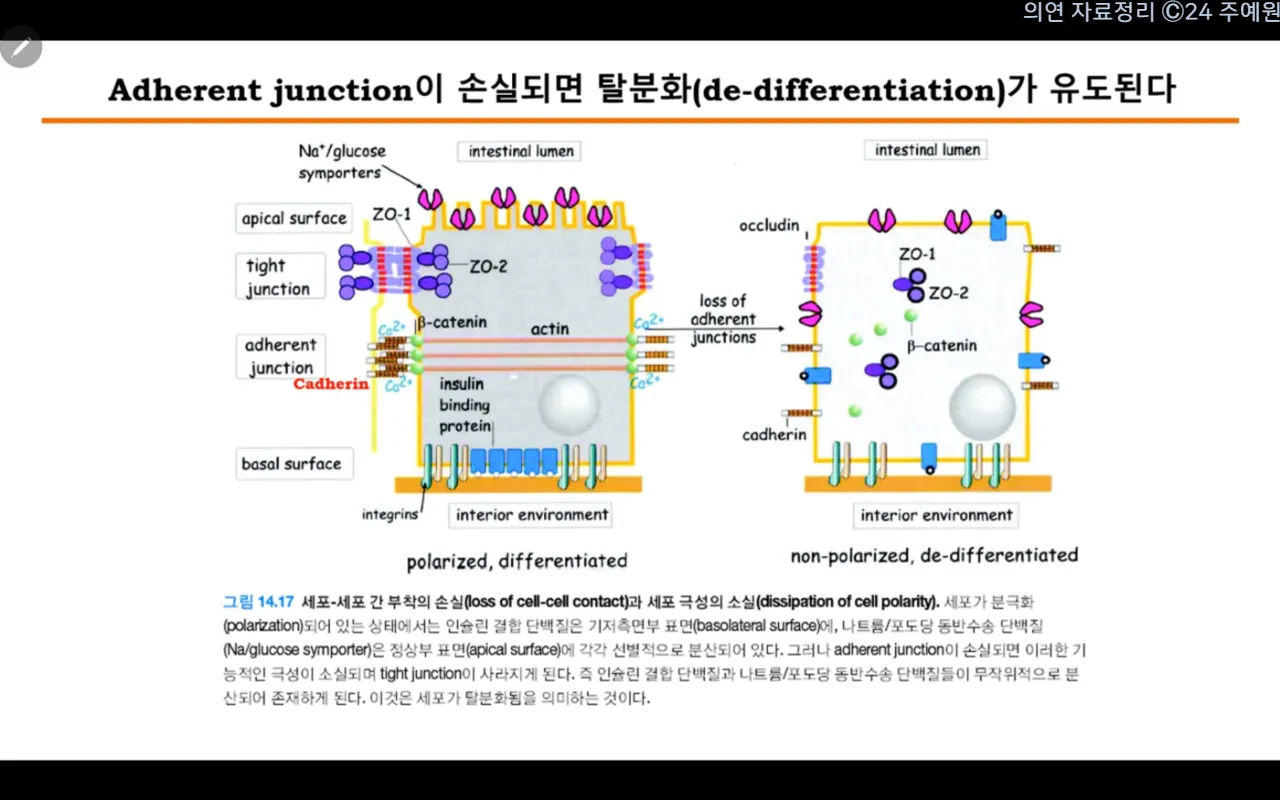 의연 자료정리 Ⓒ24 주예원
Adherent junction이 손실되면 탈분화(de-differentiation)가 유도된다
Na⁺/glucose
symporters
intestinal lumen
apical surface
ZO-1
tight
junction
ZO-2
Ca²⁺
β-catenin
actin
Ca²⁺
adherent
junction
Cadherin
Ca²⁺
Ca²⁺
insulin
binding
protein
basal surface
integrins
interior environment
polarized, differentiated
loss of
adherent
junctions
intestinal lumen
occludin
ZO-1
ZO-2
β-catenin
cadherin
interior environment
non-polarized, de-differentiated
그림 14.17 세포-세포 간 부착의 손실(loss of cell-cell contact)과 세포 극성의 소실(dissipation of cell polarity). 세포가 분극화
(polarization)되어 있는 상태에서는 인슐린 결합 단백질은 기저측면부 표면(basolateral surface)에, 나트륨/포도당 동반수송 단백질
(Na/glucose symporter)은 정상부 표면(apical surface)에 각각 선별적으로 분산되어 있다. 그러나 adherent junction이 손실되면 이러한 기
능적인 극성이 소실되며 tight junction이 사라지게 된다. 즉 인슐린 결합 단백질과 나트륨/포도당 동반수송 단백질들이 무작위적으로 분
산되어 존재하게 된다. 이것은 세포가 탈분화됨을 의미하는 것이다.